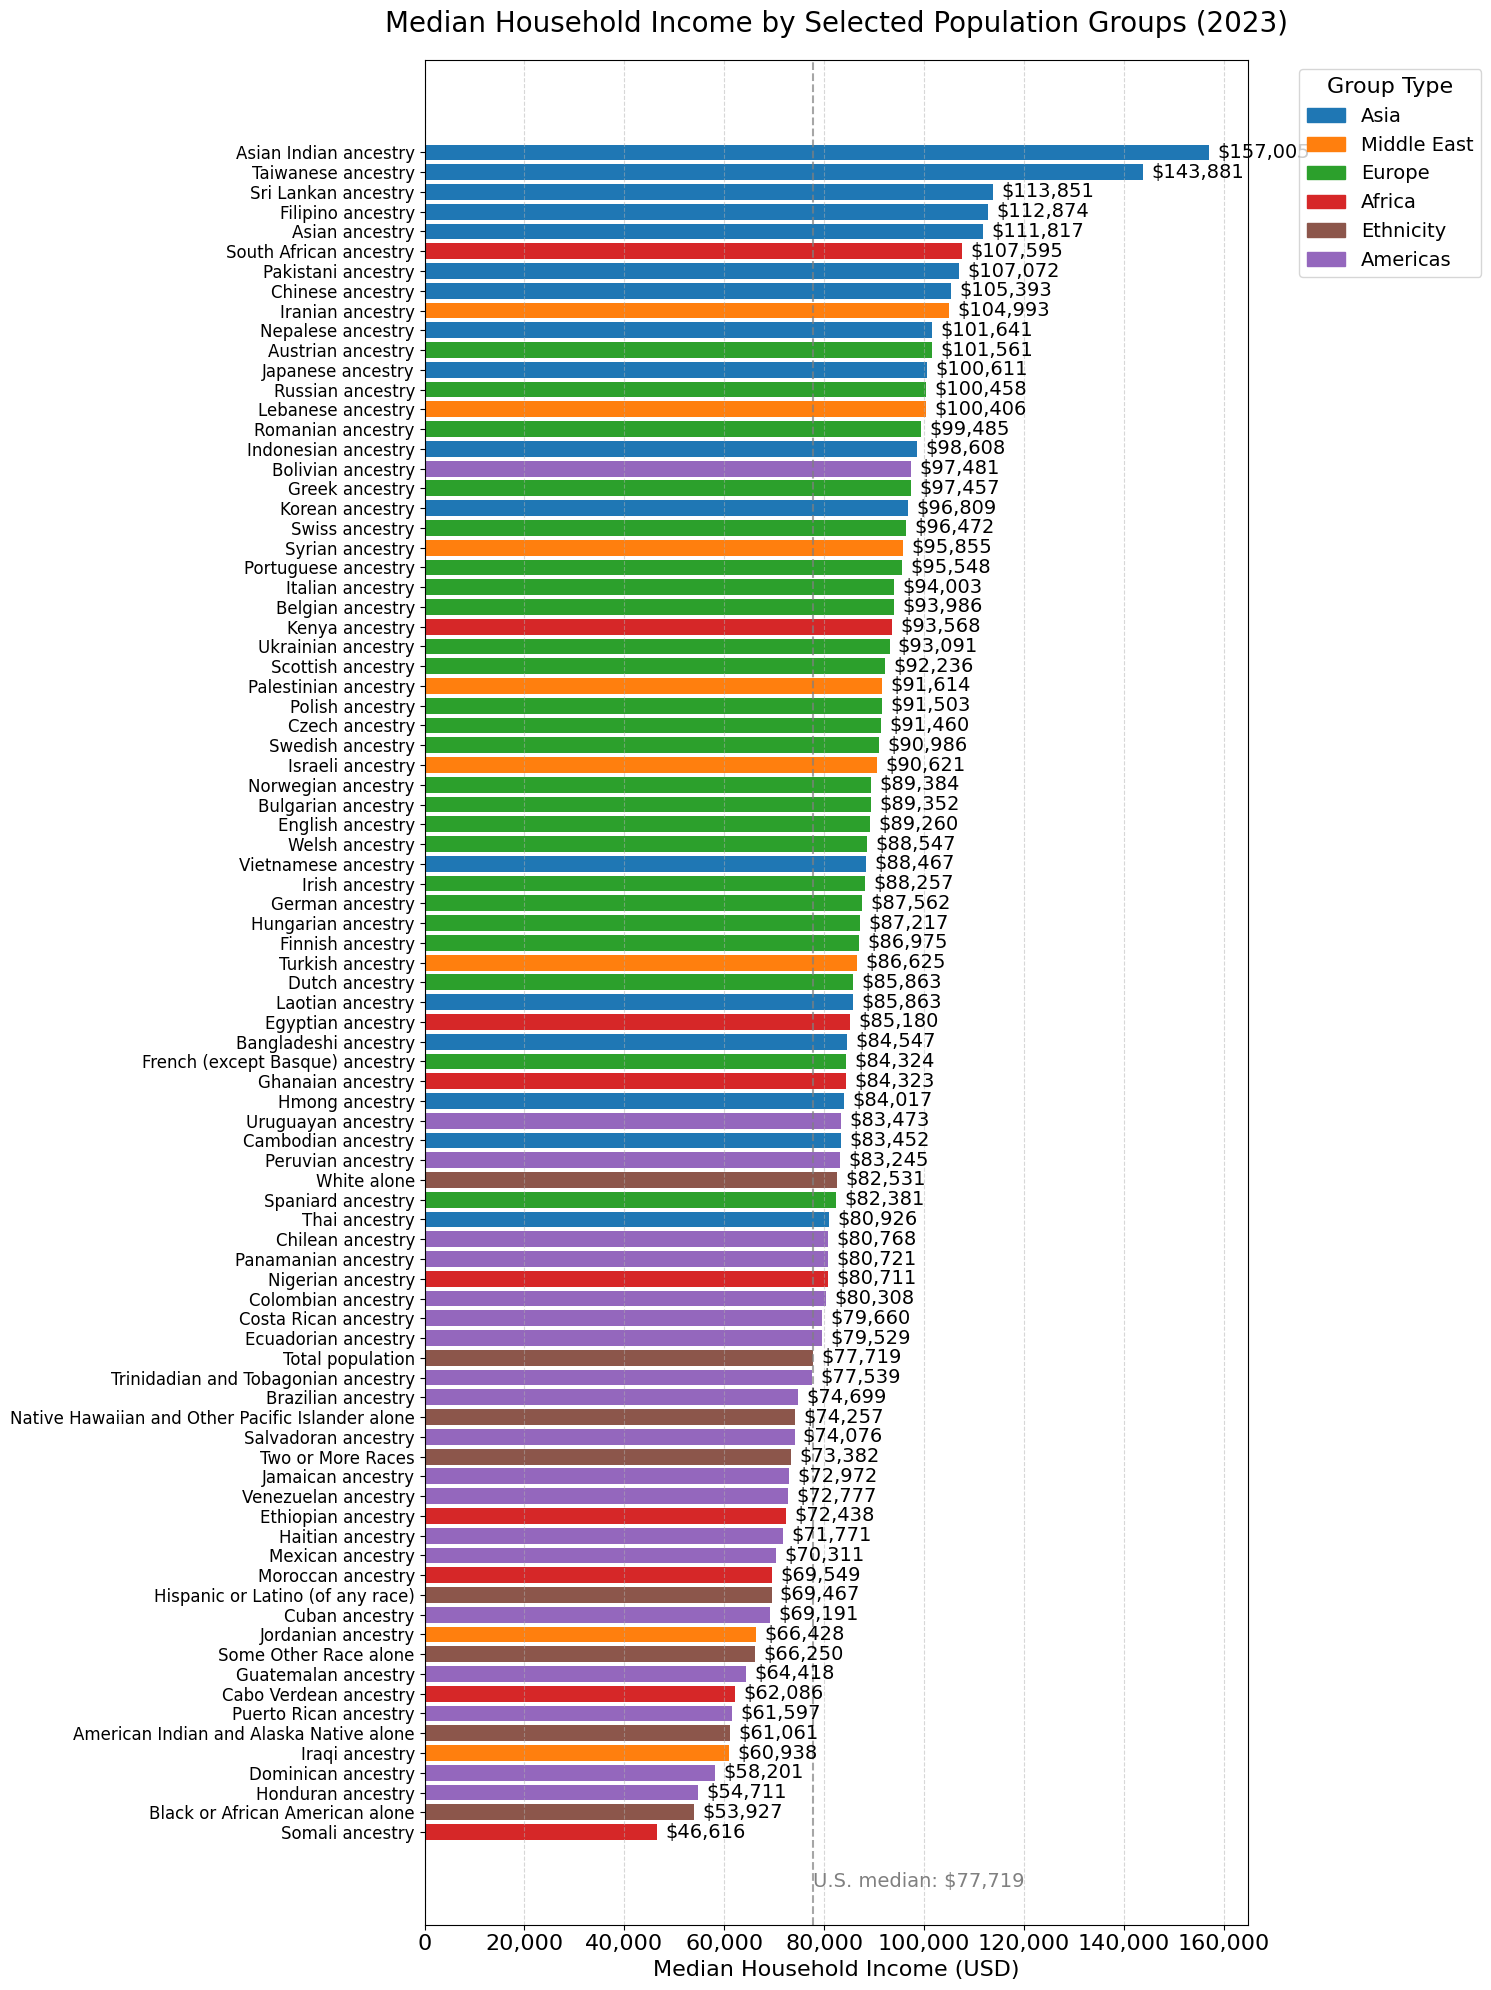 Median Household Income by Selected Population Groups (2023)
Group Type
Asia
Middle East
Europe
Africa
Ethnicity
Americas
Asian Indian ancestry $157,005
Taiwanese ancestry $143,881
Sri Lankan ancestry $113,851
Filipino ancestry $112,874
Asian ancestry $111,817
South African ancestry $107,595
Pakistani ancestry $107,072
Chinese ancestry $105,393
Iranian ancestry $104,993
Nepalese ancestry $101,641
Austrian ancestry $101,561
Japanese ancestry $100,611
Russian ancestry $100,458
Lebanese ancestry $100,406
Romanian ancestry $99,485
Indonesian ancestry $98,608
Bolivian ancestry $97,481
Greek ancestry $97,457
Korean ancestry $96,809
Swiss ancestry $96,472
Syrian ancestry $95,855
Portuguese ancestry $95,548
Italian ancestry $94,003
Belgian ancestry $93,986
Kenya ancestry $93,568
Ukrainian ancestry $93,091
Scottish ancestry $92,236
Palestinian ancestry $91,614
Polish ancestry $91,503
Czech ancestry $91,460
Swedish ancestry $90,986
Israeli ancestry $90,621
Norwegian ancestry $89,384
Bulgarian ancestry $89,352
English ancestry $89,260
Welsh ancestry $88,547
Vietnamese ancestry $88,467
Irish ancestry $88,257
German ancestry $87,562
Hungarian ancestry $87,217
Finnish ancestry $86,975
Turkish ancestry $86,625
Dutch ancestry $85,863
Laotian ancestry $85,863
Egyptian ancestry $85,180
Bangladeshi ancestry $84,547
French (except Basque) ancestry $84,324
Ghanaian ancestry $84,323
Hmong ancestry $84,017
Uruguayan ancestry $83,473
Cambodian ancestry $83,452
Peruvian ancestry $83,245
White alone $82,531
Spaniard ancestry $82,381
Thai ancestry $80,926
Chilean ancestry $80,768
Panamanian ancestry $80,721
Nigerian ancestry $80,711
Colombian ancestry $80,308
Costa Rican ancestry $79,660
Ecuadorian ancestry $79,529
Total population $77,719
Trinidadian and Tobagonian ancestry $77,539
Brazilian ancestry $74,699
Native Hawaiian and Other Pacific Islander alone $74,257
Salvadoran ancestry $74,076
Two or More Races $73,382
Jamaican ancestry $72,972
Venezuelan ancestry $72,777
Ethiopian ancestry $72,438
Haitian ancestry $71,771
Mexican ancestry $70,311
Moroccan ancestry $69,549
Hispanic or Latino (of any race) $69,467
Cuban ancestry $69,191
Jordanian ancestry $66,428
Some Other Race alone $66,250
Guatemalan ancestry $64,418
Cabo Verdean ancestry $62,086
Puerto Rican ancestry $61,597
American Indian and Alaska Native alone $61,061
Iraqi ancestry $60,938
Dominican ancestry $58,201
Honduran ancestry $54,711
Black or African American alone $53,927
Somali ancestry $46,616
U.S. median: $77,719
0 20,000 40,000 60,000 80,000 100,000 120,000 140,000 160,000
Median Household Income (USD)